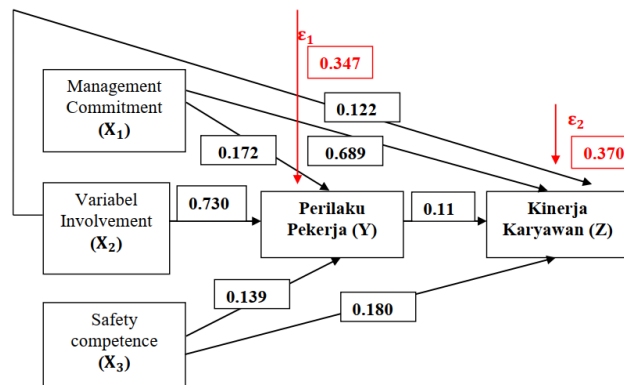 ε₁
0.347
Management
Commitment
(X₁)
0.122
ε₂
0.172
0.689
0.370
Variabel
Involvement
(X₂)
0.730
Perilaku
Pekerja (Y)
0.11
Kinerja
Karyawan (Z)
0.139
0.180
Safety
competence
(X₃)